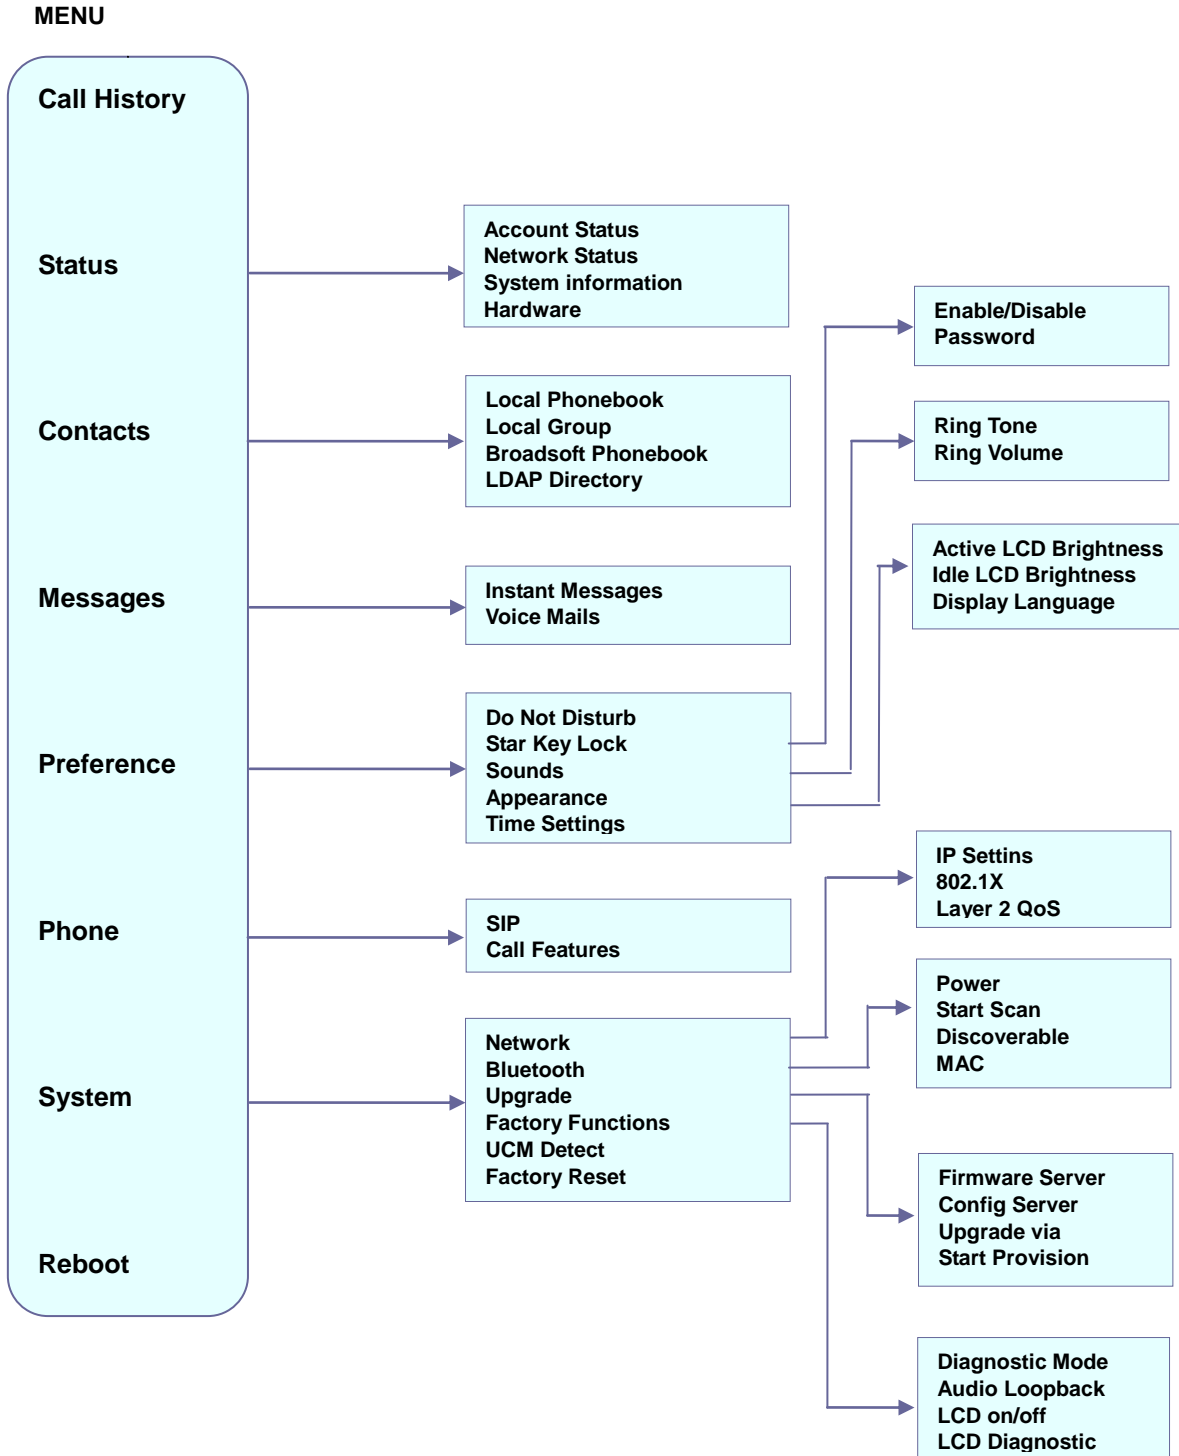 MENU
Call History
Status
Contacts
Messages
Preference
Phone
System
Reboot
Account Status
Network Status
System information
Hardware
Local Phonebook
Local Group
Broadsoft Phonebook
LDAP Directory
Instant Messages
Voice Mails
Do Not Disturb
Star Key Lock
Sounds
Appearance
Time Settings
SIP
Call Features
Network
Bluetooth
Upgrade
Factory Functions
UCM Detect
Factory Reset
Enable/Disable
Password
Ring Tone
Ring Volume
Active LCD Brightness
Idle LCD Brightness
Display Language
IP Settins
802.1X
Layer 2 QoS
Power
Start Scan
Discoverable
MAC
Firmware Server
Config Server
Upgrade via
Start Provision
Diagnostic Mode
Audio Loopback
LCD on/off
LCD Diagnostic